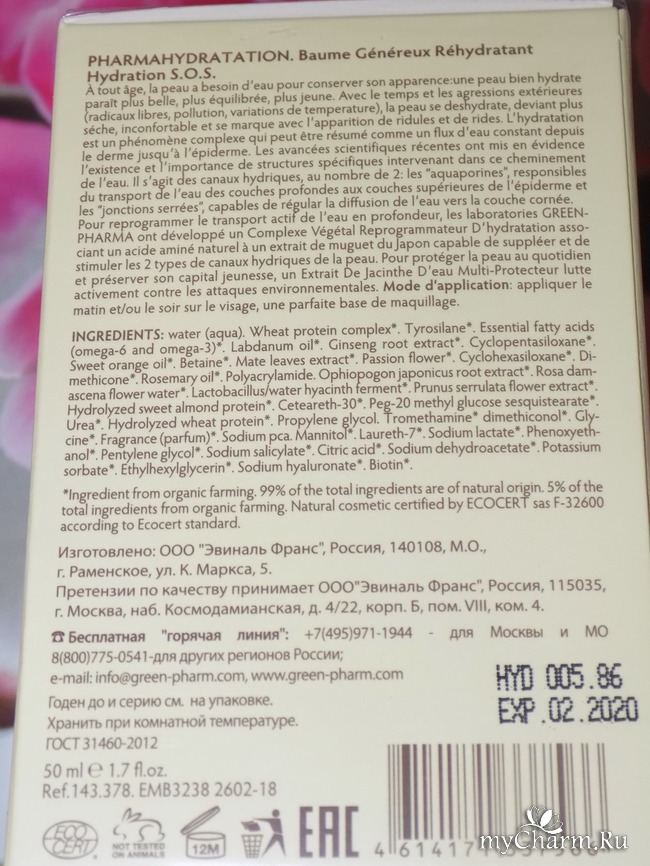 PHARMAHYDRATATION. Baume Généreux Réhydratant
Hydration S.O.S.
À tout âge, la peau a besoin d'eau pour conserver son apparence:une peau bien hydrate
paraît plus belle, plus équilibrée, plus jeune. Avec le temps et les agressions extérieures
(radicaux libres, pollution, variations de température), la peau se deshydrate, devient plus
séche, inconfortable et se marque avec l'apparition de ridules et de rides. L'hydratation
est un phénomène complexe qui peut être résumé comme un flux d'eau constant depuis
le derme jusqu'à l'épiderme. Les avancées scientifiques récentes ont mis en évidence
l'existence et l'importance de structures spécifiques intervenant dans ce cheminement
de l'eau. Il s'agit des canaux hydriques, au nombre de 2: les "aquaporines", responsibles
du transport de l'eau des couches profondes aux couches supérieures de l'épiderme et
les "jonctions serrées", capables de régular la diffusion de l'eau vers la couche cornée.
Pour reprogrammer le transport actif de l'eau en profondeur, les laboratories GREEN-
PHARMA ont développé un Complexe Végétal Reprogrammateur D'hydratation asso-
ciant un acide aminé naturel à un extrait de muguet du Japon capable de suppléer et de
stimuler les 2 types de canaux hydriques de la peau. Pour protéger la peau au quotidien
et préserver son capital jeunesse, un Extrait De Jacinthe D'eau Multi-Protecteur lutte
activement contre les attaques environnementales. Mode d'application: appliquer le
matin et/ou le soir sur le visage, une parfaite base de maquillage.
INGREDIENTS: water (aqua). Wheat protein complex*. Tyrosilane*. Essential fatty acids
(omega-6 and omega-3)*. Labdanum oil*. Ginseng root extract*. Cyclopentasiloxane*.
Sweet orange oil*. Betaine*. Mate leaves extract*. Passion flower*. Cyclohexasiloxane*. Di-
methicone*. Rosemary oil*. Polyacrylamide. Ophiopogon japonicus root extract*. Rosa dam-
ascena flower water*. Lactobacillus/water hyacinth ferment*. Prunus serrulata flower extract*.
Hydrolyzed sweet almond protein*. Ceteareth-30*. Peg-20 methyl glucose sesquistearate*.
Urea*. Hydrolyzed wheat protein*. Propylene glycol. Tromethamine* dimethiconol*. Gly-
cine*. Fragrance (parfum)*. Sodium pca. Mannitol*. Laureth-7*. Sodium lactate*. Phenoxyeth-
anol*. Pentylene glycol*. Sodium salicylate*. Citric acid*. Sodium dehydroacetate*. Potassium
sorbate*. Ethylhexylglycerin*. Sodium hyaluronate*. Biotin*.
*Ingredient from organic farming. 99% of the total ingredients are of natural origin. 5% of the
total ingredients from organic farming. Natural cosmetic certified by ECOCERT sas F-32600
according to Ecocert standard.
Изготовлено: ООО "Эвиналь Франс", Россия, 140108, М.О.,
г. Раменское, ул. К. Маркса, 5.
Претензии по качеству принимает ООО"Эвиналь Франс", Россия, 115035,
г. Москва, наб. Космодамианская, д. 4/22, корп. Б, пом. VIII, ком. 4.
☎Бесплатная "горячая линия": +7(495)971-1944 - для Москвы и МО
8(800)775-0541-для других регионов России;
e-mail: info@green-pharm.com, www.green-pharm.com
Годен до и серию см. на упаковке.
Хранить при комнатной температуре.
ГОСТ 31460-2012
HYD 005.86
EXP.02.2020
50 ml ℮ 1.7 fl.oz.
Ref.143.378. EMB3238 2602-18
ECO
CERT
NOT TESTED
ON ANIMALS
12M
EAC
4 61417
myCharm.Ru